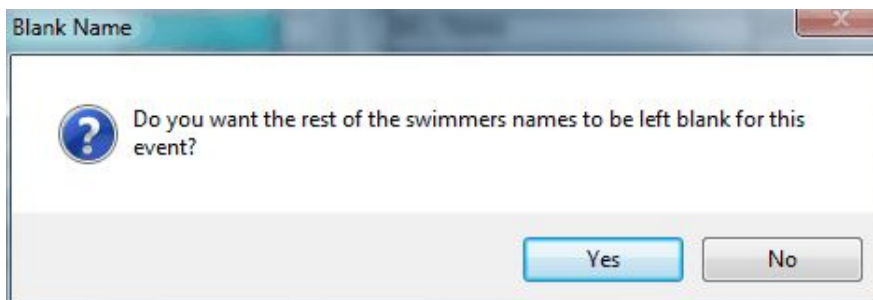 Blank Name
Do you want the rest of the swimmers names to be left blank for this
event?
Yes
No